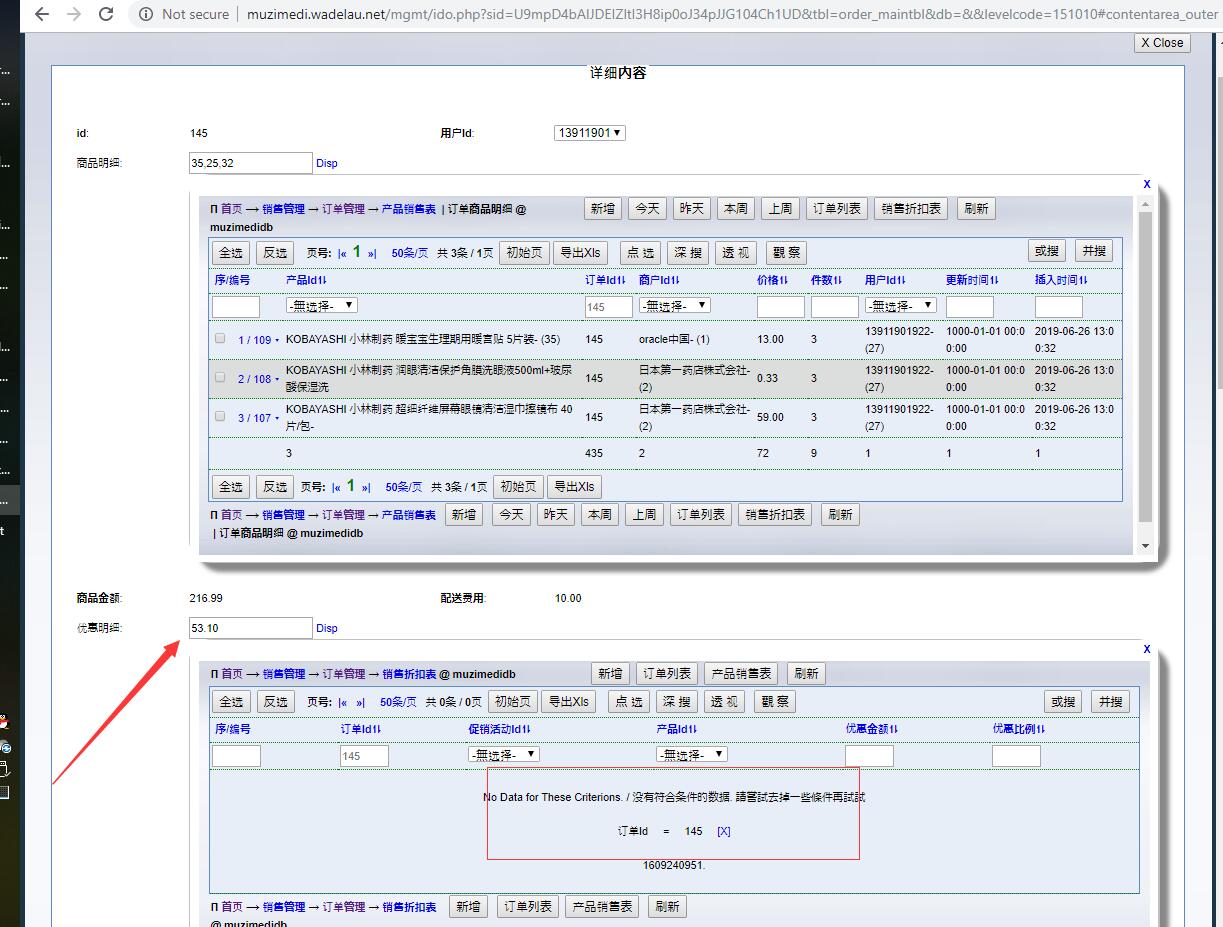 Not secure | muzimedi.wadelau.net/mgmt/ido.php?sid=U9mpD4bAIJDEIZItI3H8ip0oJ34pJJG104Ch1UD&tbl=order_maintbl&db=&&levelcode=151010#contentarea_outer
X Close
详细内容
id: 145 用户Id: 13911901
商品明细: 35,25,32 Disp
X
首页 → 销售管理 → 订单管理 → 产品销售表 | 订单商品明细 @ 新增 今天 昨天 本周 上周 订单列表 销售折扣表 刷新
muzimedidb
全选 反选 页号: |« 1 »| 50条/页 共 3条 / 1页 初始页 导出Xls 点 选 深 搜 透 视 觀 察 或搜 并搜
序/编号 产品Id⇅ 订单Id⇅ 商户Id⇅ 价格⇅ 件数⇅ 用户Id⇅ 更新时间⇅ 插入时间⇅
-無选择- 145 -無选择- -無选择-
1 / 109 KOBAYASHI 小林制药 暖宝宝生理期用暖宫贴 5片装- (35) 145 oracle中国- (1) 13.00 3 13911901922- (27) 1000-01-01 00:00:00 2019-06-26 13:00:32
2 / 108 KOBAYASHI 小林制药 润眼清洁保护角膜洗眼液500ml+玻尿酸保湿洗 145 日本第一药店株式会社- (2) 0.33 3 13911901922- (27) 1000-01-01 00:00:00 2019-06-26 13:00:32
3 / 107 KOBAYASHI 小林制药 超细纤维屏幕眼镜清洁湿巾擦镜布 40片/包- 145 日本第一药店株式会社- (2) 59.00 3 13911901922- (27) 1000-01-01 00:00:00 2019-06-26 13:00:32
3 435 2 72 9 1 1 1
全选 反选 页号: |« 1 »| 50条/页 共 3条 / 1页 初始页 导出Xls
首页 → 销售管理 → 订单管理 → 产品销售表 新增 今天 昨天 本周 上周 订单列表 销售折扣表 刷新
| 订单商品明细 @ muzimedidb
商品金额: 216.99 配送费用: 10.00
优惠明细: 53.10 Disp
X
首页 → 销售管理 → 订单管理 → 销售折扣表 @ muzimedidb 新增 订单列表 产品销售表 刷新
全选 反选 页号: |« »| 50条/页 共 0条 / 0页 初始页 导出Xls 点 选 深 搜 透 视 觀 察 或搜 并搜
序/编号 订单Id⇅ 促销活动Id⇅ 产品Id⇅ 优惠金额⇅ 优惠比例⇅
145 -無选择- -無选择-
No Data for These Criterions. / 没有符合条件的数据. 請嘗試去掉一些條件再試試
订单Id = 145 [X]
1609240951.
首页 → 销售管理 → 订单管理 → 销售折扣表 新增 订单列表 产品销售表 刷新
@ muzimedidb